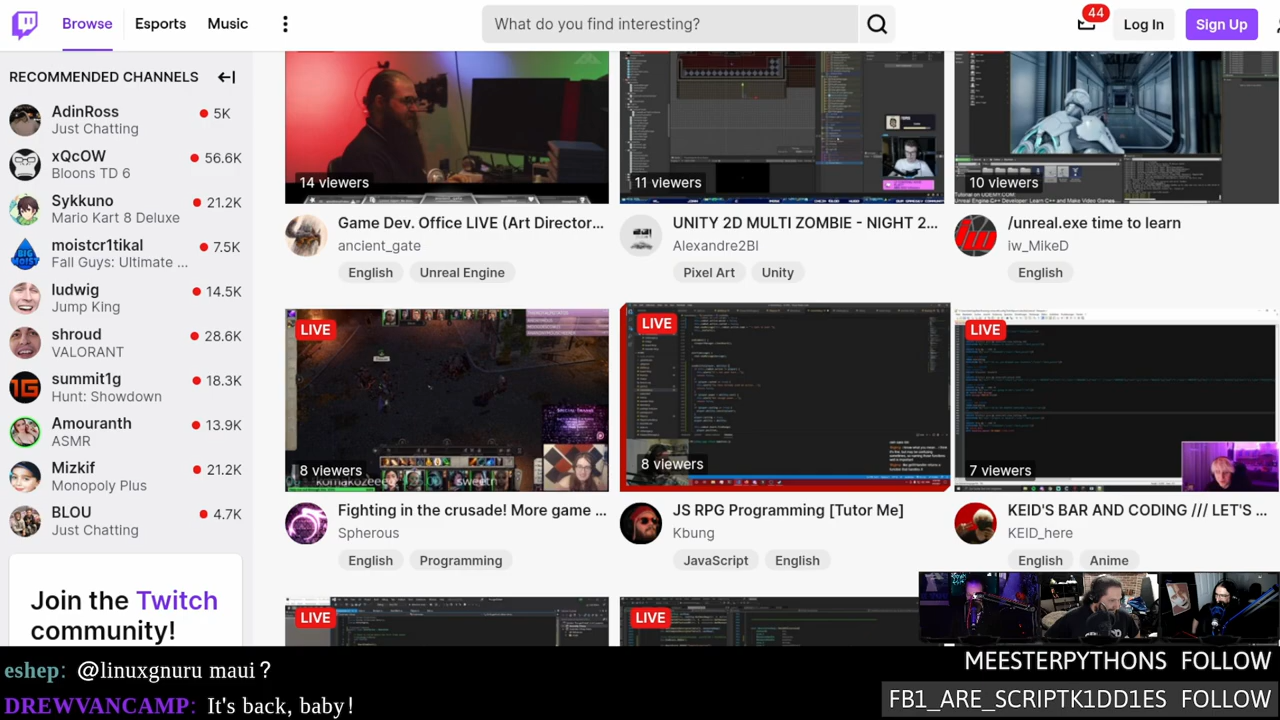 Browse
Esports
Music
What do you find interesting?
44
Log In
Sign Up
RECOMMENDED CHANNELS
AdinRoss
Just Chatting
5K
xQcOW
Bloons TD 6
56.6K
Sykkuno
Mario Kart 8 Deluxe
21.2K
moistcr1tikal
Fall Guys: Ultimate ...
7.5K
ludwig
Jump King
14.5K
shroud
VALORANT
28.6K
summit1g
Hunt: Showdown
18.3K
Amouranth
ASMR
13.9K
Mizkif
Monopoly Plus
21.2K
BLOU
Just Chatting
4.7K
Join the Twitch
community!
14 viewers
Game Dev. Office LIVE (Art Director...
ancient_gate
English
Unreal Engine
11 viewers
UNITY 2D MULTI ZOMBIE - NIGHT 2...
Alexandre2BI
Pixel Art
Unity
10 viewers
/unreal.exe time to learn
iw_MikeD
English
LIVE
8 viewers
Fighting in the crusade! More game ...
Spherous
English
Programming
LIVE
8 viewers
JS RPG Programming [Tutor Me]
Kbung
JavaScript
English
LIVE
7 viewers
KEID'S BAR AND CODING /// LET'S ...
KEID_here
English
Anime
LIVE
LIVE
eshep: @linuxgnuru maui ?
DREWVANCAMP: It's back, baby!
MEESTERPYTHONS FOLLOW
FB1_ARE_SCRIPTK1DD1ES FOLLOW